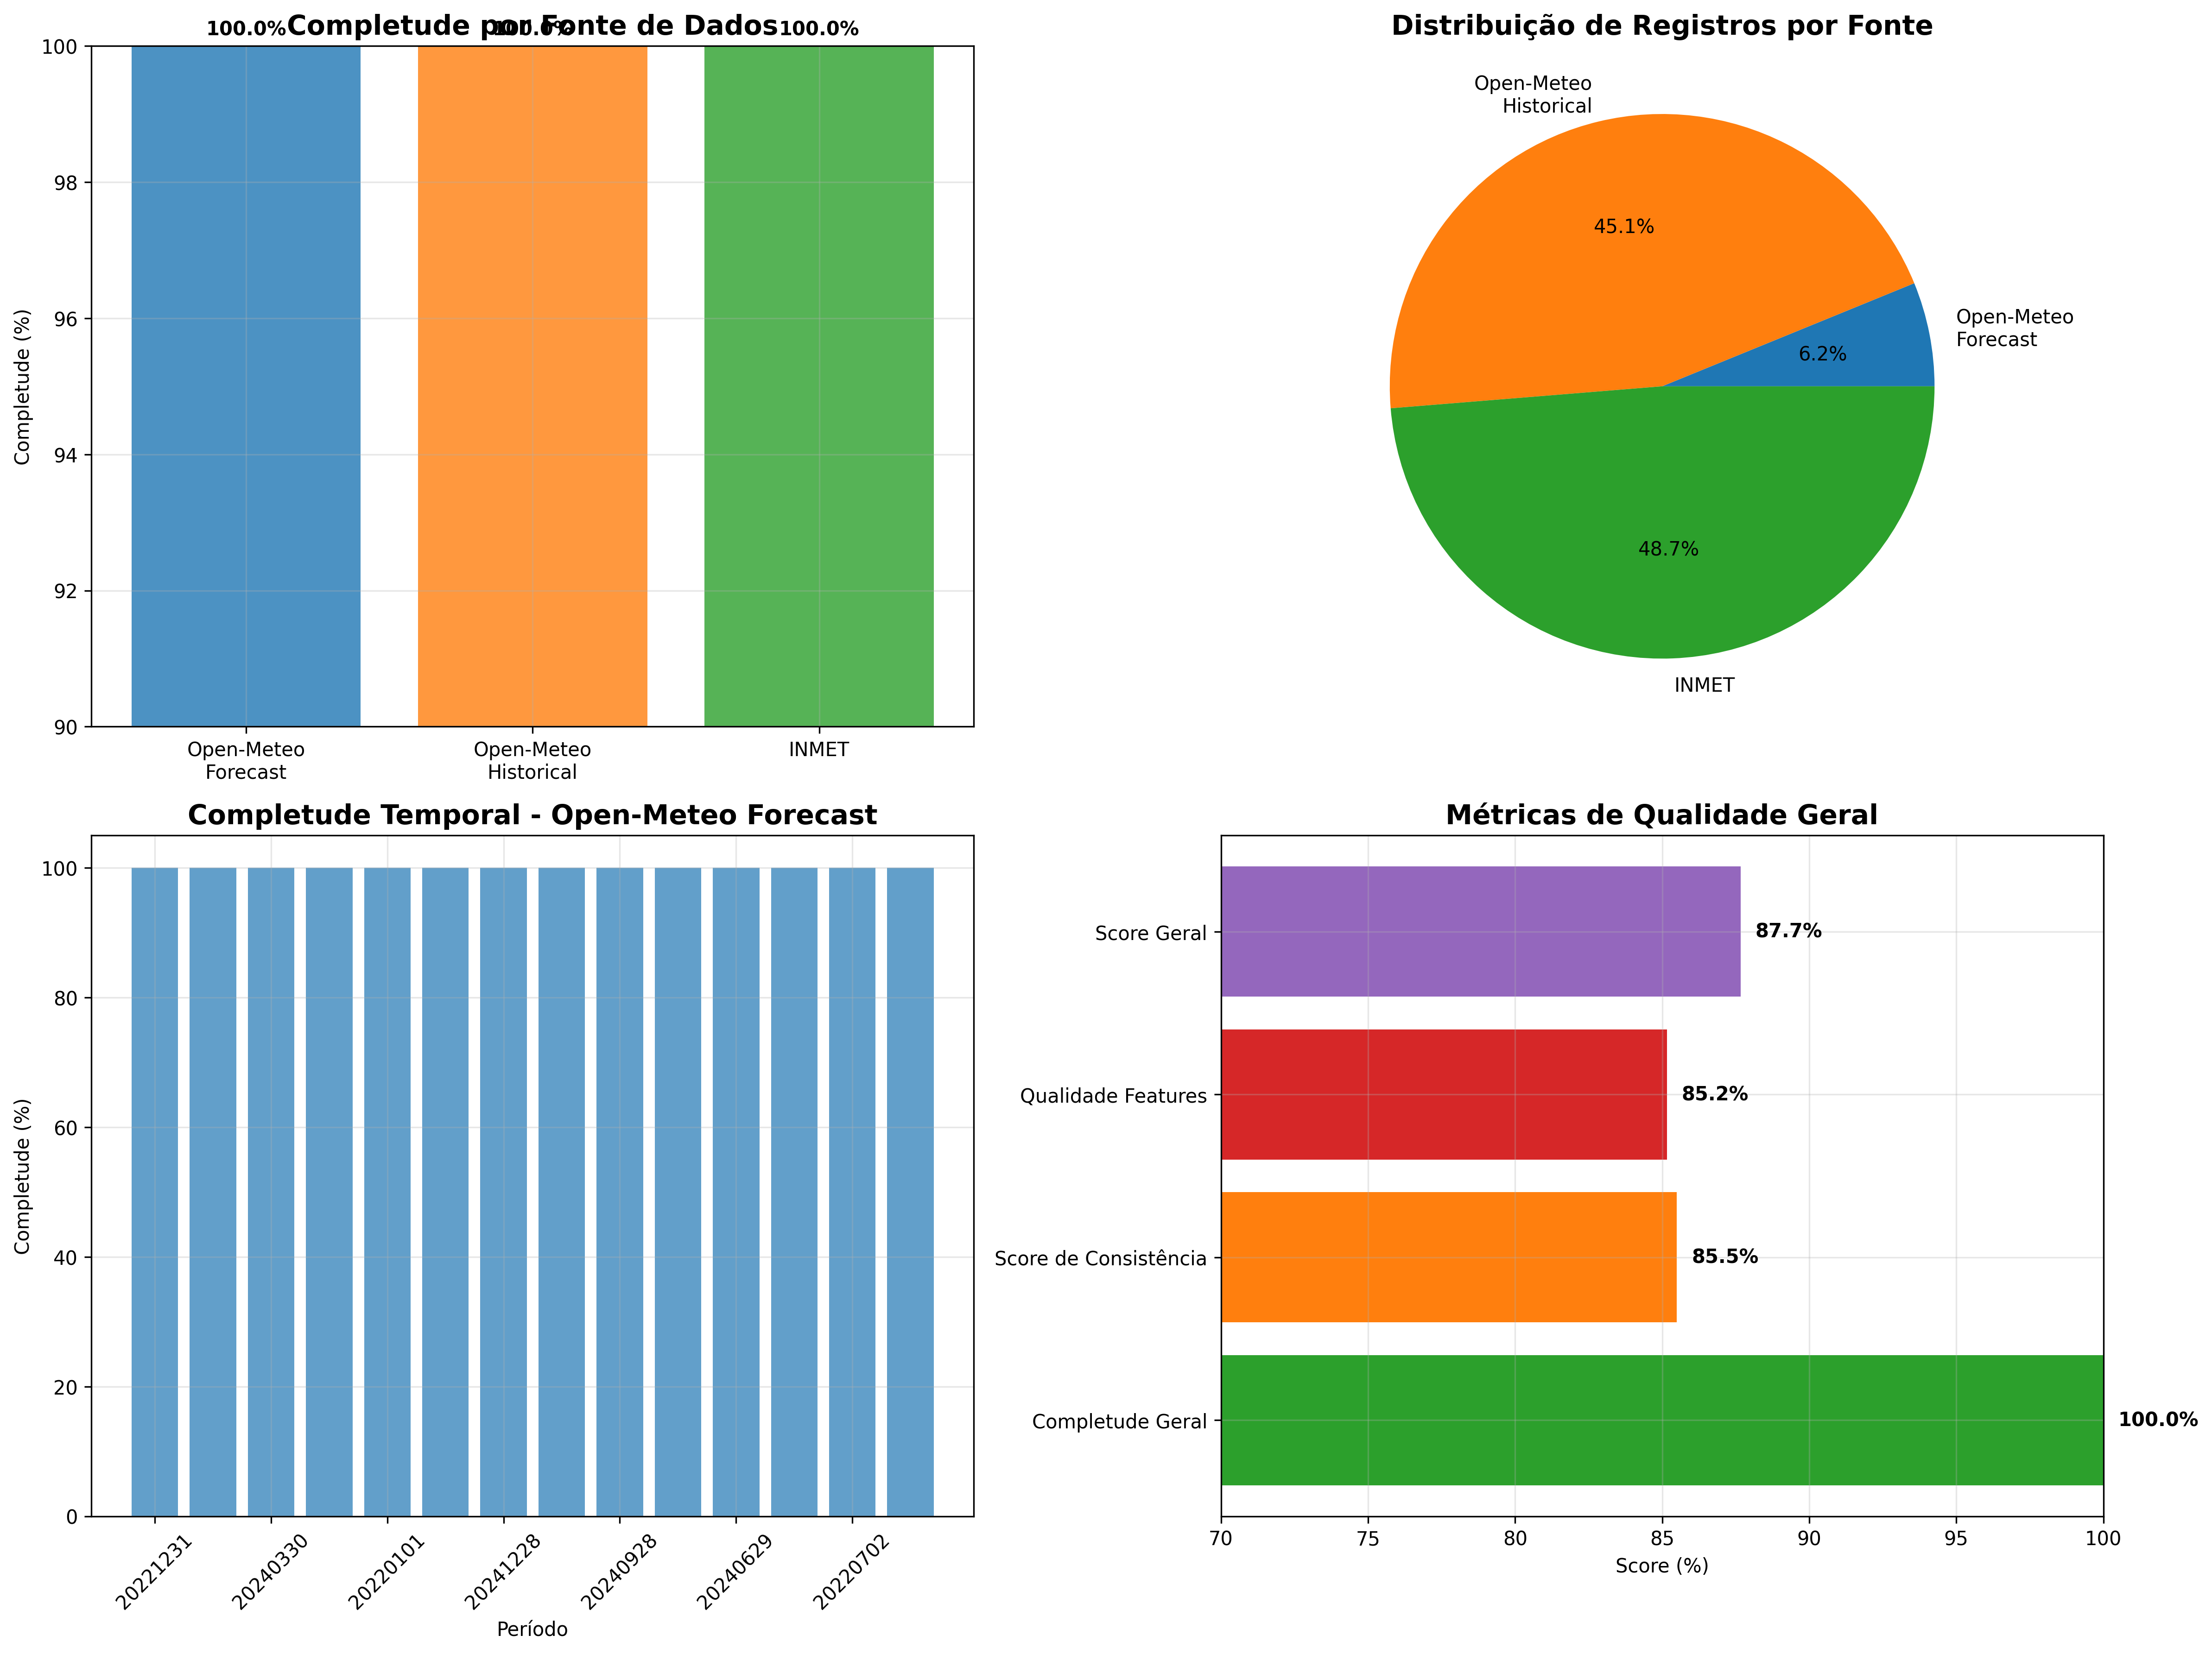 Completude por Fonte de Dados
100.0%
100.0%
100.0%
100
98
96
94
92
90
Completude (%)
Open-Meteo
Forecast
Open-Meteo
Historical
INMET
Distribuição de Registros por Fonte
Open-Meteo
Historical
45.1%
Open-Meteo
Forecast
6.2%
48.7%
INMET
Completude Temporal - Open-Meteo Forecast
100
80
60
40
20
0
Completude (%)
20221231
20240330
20220101
20241228
20240928
20240629
20220702
Período
Métricas de Qualidade Geral
Score Geral
87.7%
Qualidade Features
85.2%
Score de Consistência
85.5%
Completude Geral
100.0%
70
75
80
85
90
95
100
Score (%)